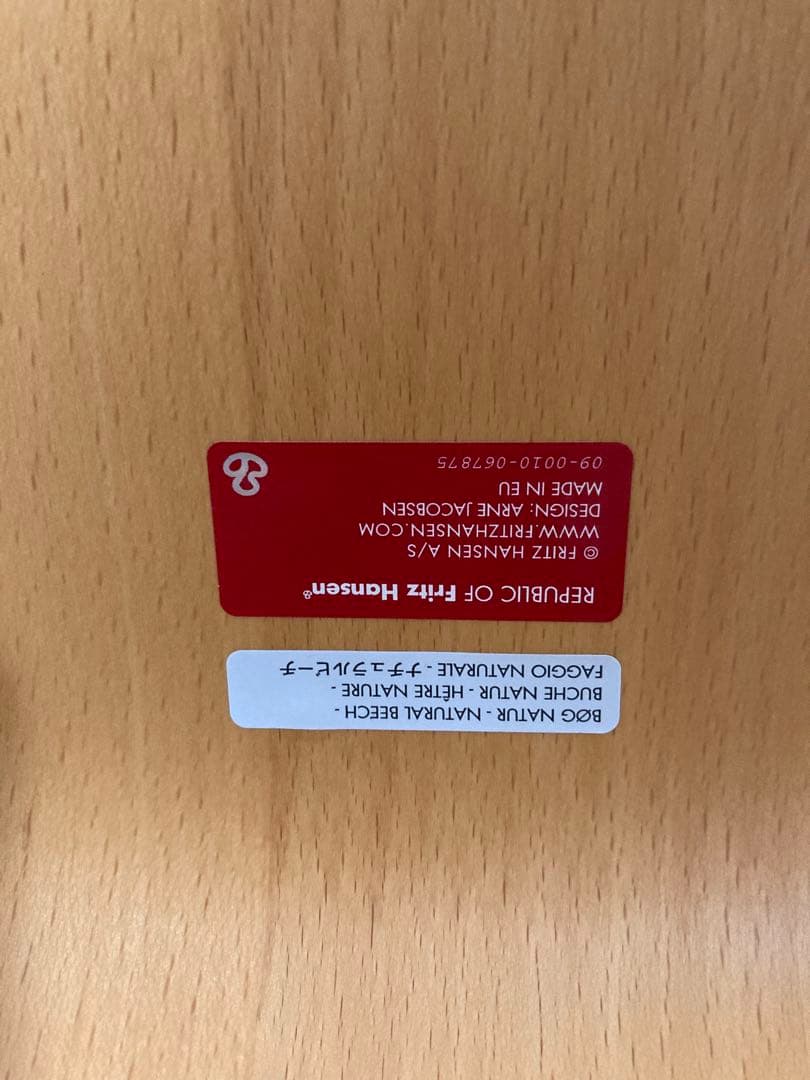 BØG NATUR - NATURAL BEECH -
BUCHE NATUR - HÊTRE NATURE -
FAGGIO NATURALE - ナチュラルビーチ
REPUBLIC OF Fritz Hansen®
© FRITZ HANSEN A/S
WWW.FRITZHANSEN.COM
DESIGN: ARNE JACOBSEN
MADE IN EU
09-0010-067875